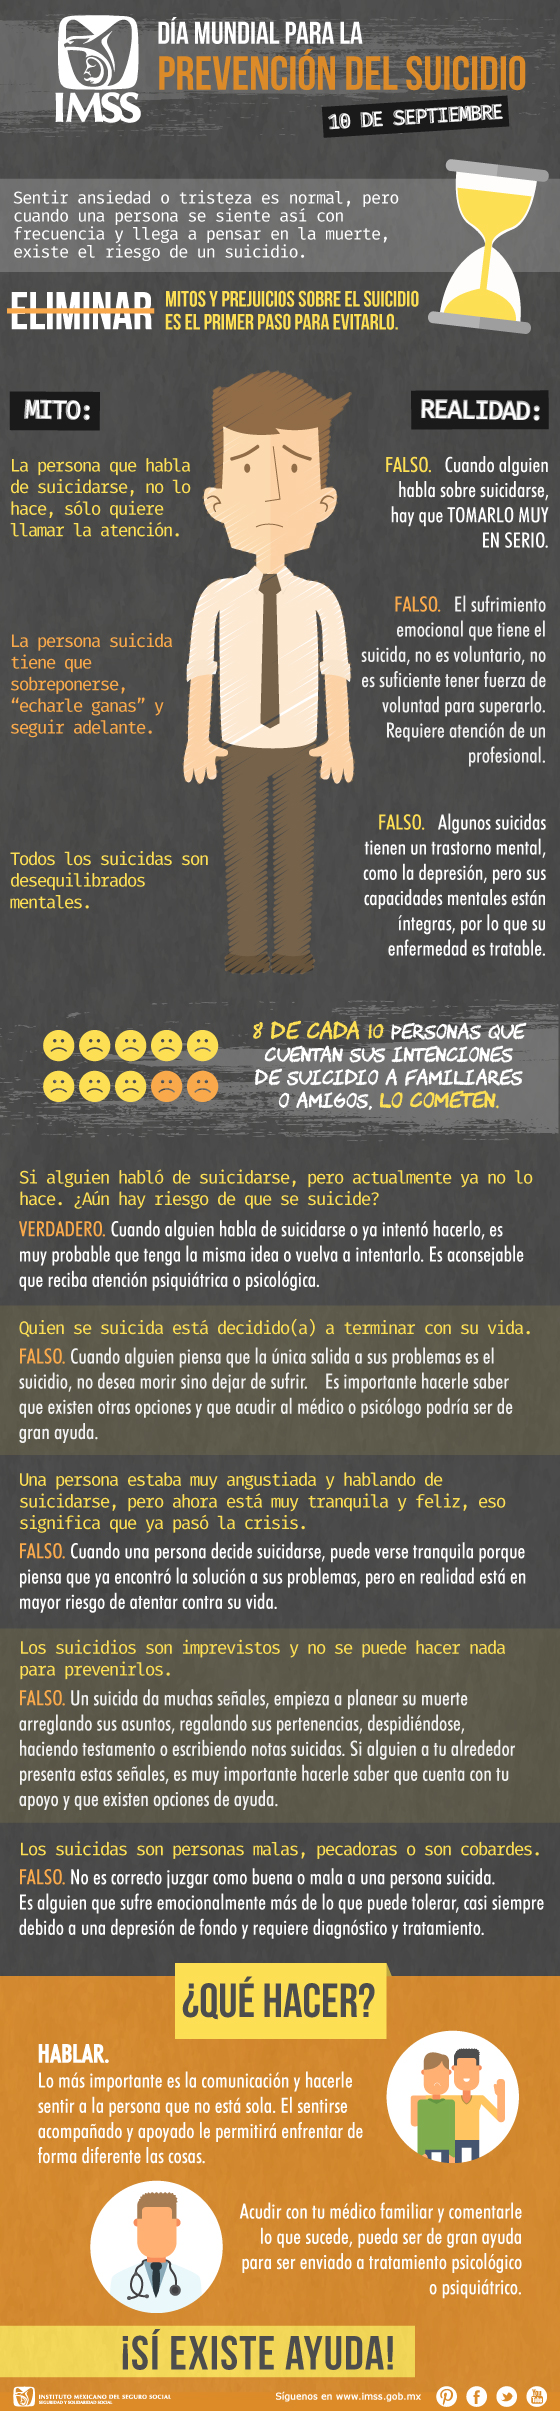 IMSS
DÍA MUNDIAL PARA LA
PREVENCIÓN DEL SUICIDIO
10 DE SEPTIEMBRE
Sentir ansiedad o tristeza es normal, pero
cuando una persona se siente así con
frecuencia y llega a pensar en la muerte,
existe el riesgo de un suicidio.
ELIMINAR
MITOS Y PREJUICIOS SOBRE EL SUICIDIO
ES EL PRIMER PASO PARA EVITARLO.
MITO:
REALIDAD:
La persona que habla
de suicidarse, no lo
hace, sólo quiere
llamar la atención.
FALSO. Cuando alguien
habla sobre suicidarse,
hay que TOMARLO MUY
EN SERIO.
La persona suicida
tiene que
sobreponerse,
“echarle ganas” y
seguir adelante.
FALSO. El sufrimiento
emocional que tiene el
suicida, no es voluntario, no
es suficiente tener fuerza de
voluntad para superarlo.
Requiere atención de un
profesional.
Todos los suicidas son
desequilibrados
mentales.
FALSO. Algunos suicidas
tienen un trastorno mental,
como la depresión, pero sus
capacidades mentales están
íntegras, por lo que su
enfermedad es tratable.
8 DE CADA 10 PERSONAS QUE
CUENTAN SUS INTENCIONES
DE SUICIDIO A FAMILIARES
O AMIGOS, LO COMETEN.
Si alguien habló de suicidarse, pero actualmente ya no lo
hace. ¿Aún hay riesgo de que se suicide?
VERDADERO. Cuando alguien habla de suicidarse o ya intentó hacerlo, es
muy probable que tenga la misma idea o vuelva a intentarlo. Es aconsejable
que reciba atención psiquiátrica o psicológica.
Quien se suicida está decidido(a) a terminar con su vida.
FALSO. Cuando alguien piensa que la única salida a sus problemas es el
suicidio, no desea morir sino dejar de sufrir. Es importante hacerle saber
que existen otras opciones y que acudir al médico o psicólogo podría ser de
gran ayuda.
Una persona estaba muy angustiada y hablando de
suicidarse, pero ahora está muy tranquila y feliz, eso
significa que ya pasó la crisis.
FALSO. Cuando una persona decide suicidarse, puede verse tranquila porque
piensa que ya encontró la solución a sus problemas, pero en realidad está en
mayor riesgo de atentar contra su vida.
Los suicidios son imprevistos y no se puede hacer nada
para prevenirlos.
FALSO. Un suicida da muchas señales, empieza a planear su muerte
arreglando sus asuntos, regalando sus pertenencias, despidiéndose,
haciendo testamento o escribiendo notas suicidas. Si alguien a tu alrededor
presenta estas señales, es muy importante hacerle saber que cuenta con tu
apoyo y que existen opciones de ayuda.
Los suicidas son personas malas, pecadoras o son cobardes.
FALSO. No es correcto juzgar como buena o mala a una persona suicida.
Es alguien que sufre emocionalmente más de lo que puede tolerar, casi siempre
debido a una depresión de fondo y requiere diagnóstico y tratamiento.
¿QUÉ HACER?
HABLAR.
Lo más importante es la comunicación y hacerle
sentir a la persona que no está sola. El sentirse
acompañado y apoyado le permitirá enfrentar de
forma diferente las cosas.
Acudir con tu médico familiar y comentarle
lo que sucede, pueda ser de gran ayuda
para ser enviado a tratamiento psicológico
o psiquiátrico.
¡SÍ EXISTE AYUDA!
INSTITUTO MEXICANO DEL SEGURO SOCIAL
SEGURIDAD Y SOLIDARIDAD SOCIAL
Síguenos en www.imss.gob.mx
You Tube